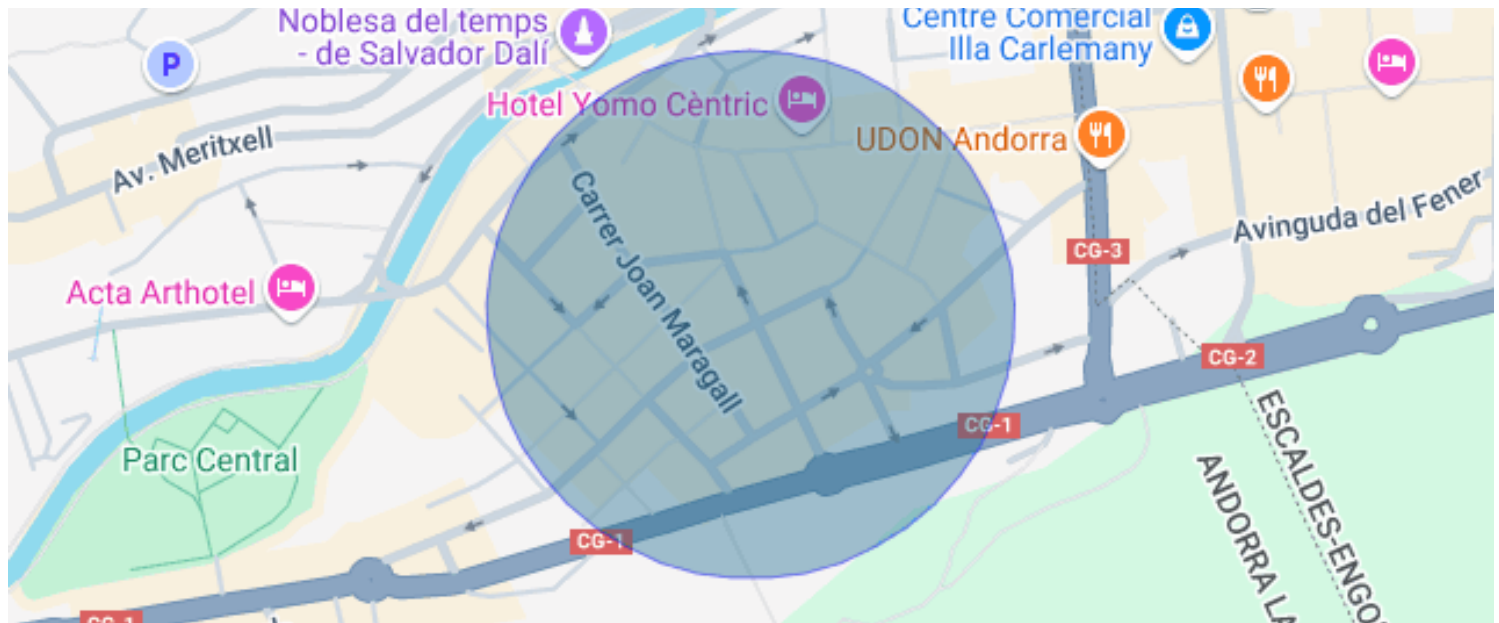 Noblesa del temps
- de Salvador Dalí
Centre Comercial
Illa Carlemany
P
Hotel Yomo Cèntric
UDON Andorra
Av. Meritxell
Carrer Joan Maragall
Avinguda del Fener
CG-3
Acta Arthotel
CG-2
CG-1
Parc Central
ESCALDES-ENGO
ANDORRA LA
CG-1
CG-1